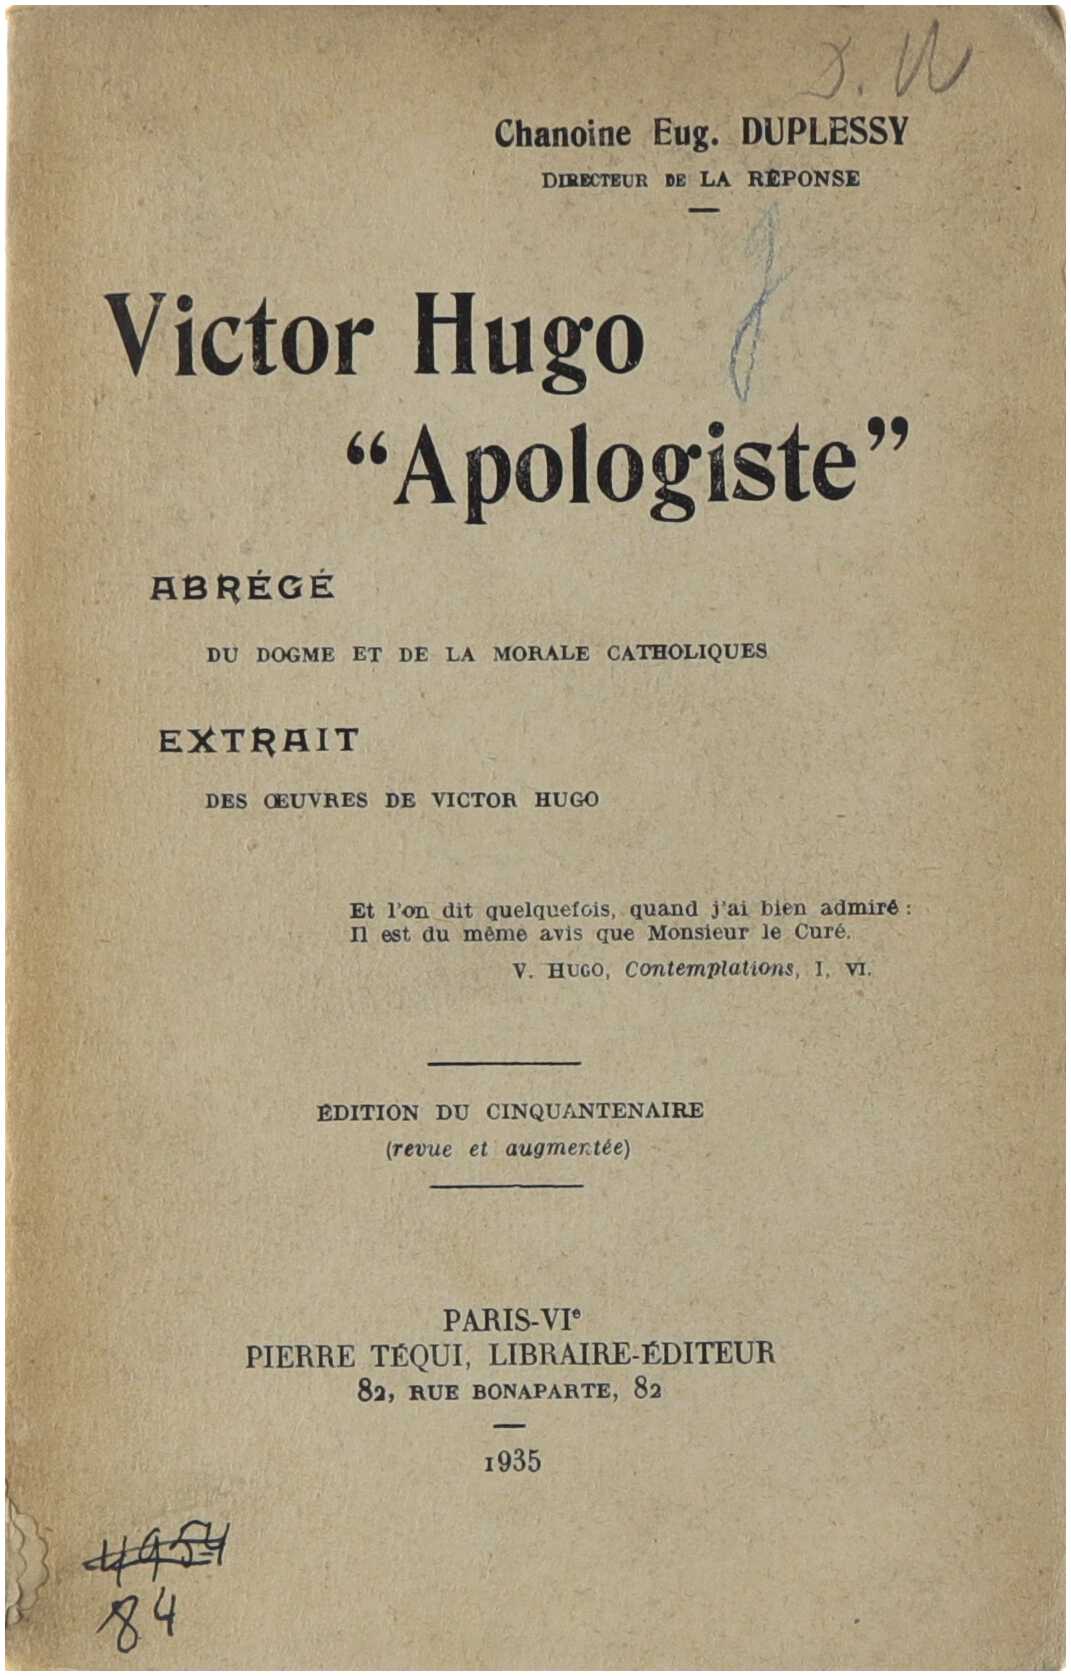 Chanoine Eug. DUPLESSY
DIRECTEUR DE LA RÉPONSE
Victor Hugo
“Apologiste”
ABRÉGÉ
DU DOGME ET DE LA MORALE CATHOLIQUES
EXTRAIT
DES ŒUVRES DE VICTOR HUGO
Et l'on dit quelquefois, quand j'ai bien admiré :
Il est du même avis que Monsieur le Curé.
V. HUGO, Contemplations, I, VI.
ÉDITION DU CINQUANTENAIRE
(revue et augmentée)
PARIS-VIe
PIERRE TÉQUI, LIBRAIRE-ÉDITEUR
82, RUE BONAPARTE, 82
1935
4954
84